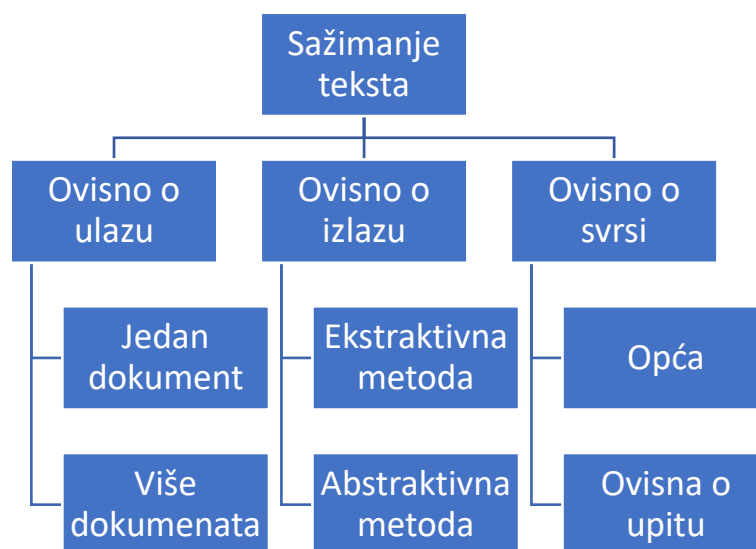 Sažimanje
teksta
Ovisno o
ulazu
Ovisno o
izlazu
Ovisno o
svrsi
Jedan
dokument
Ekstraktivna
metoda
Opća
Više
dokumenata
Abstraktivna
metoda
Ovisna o
upitu